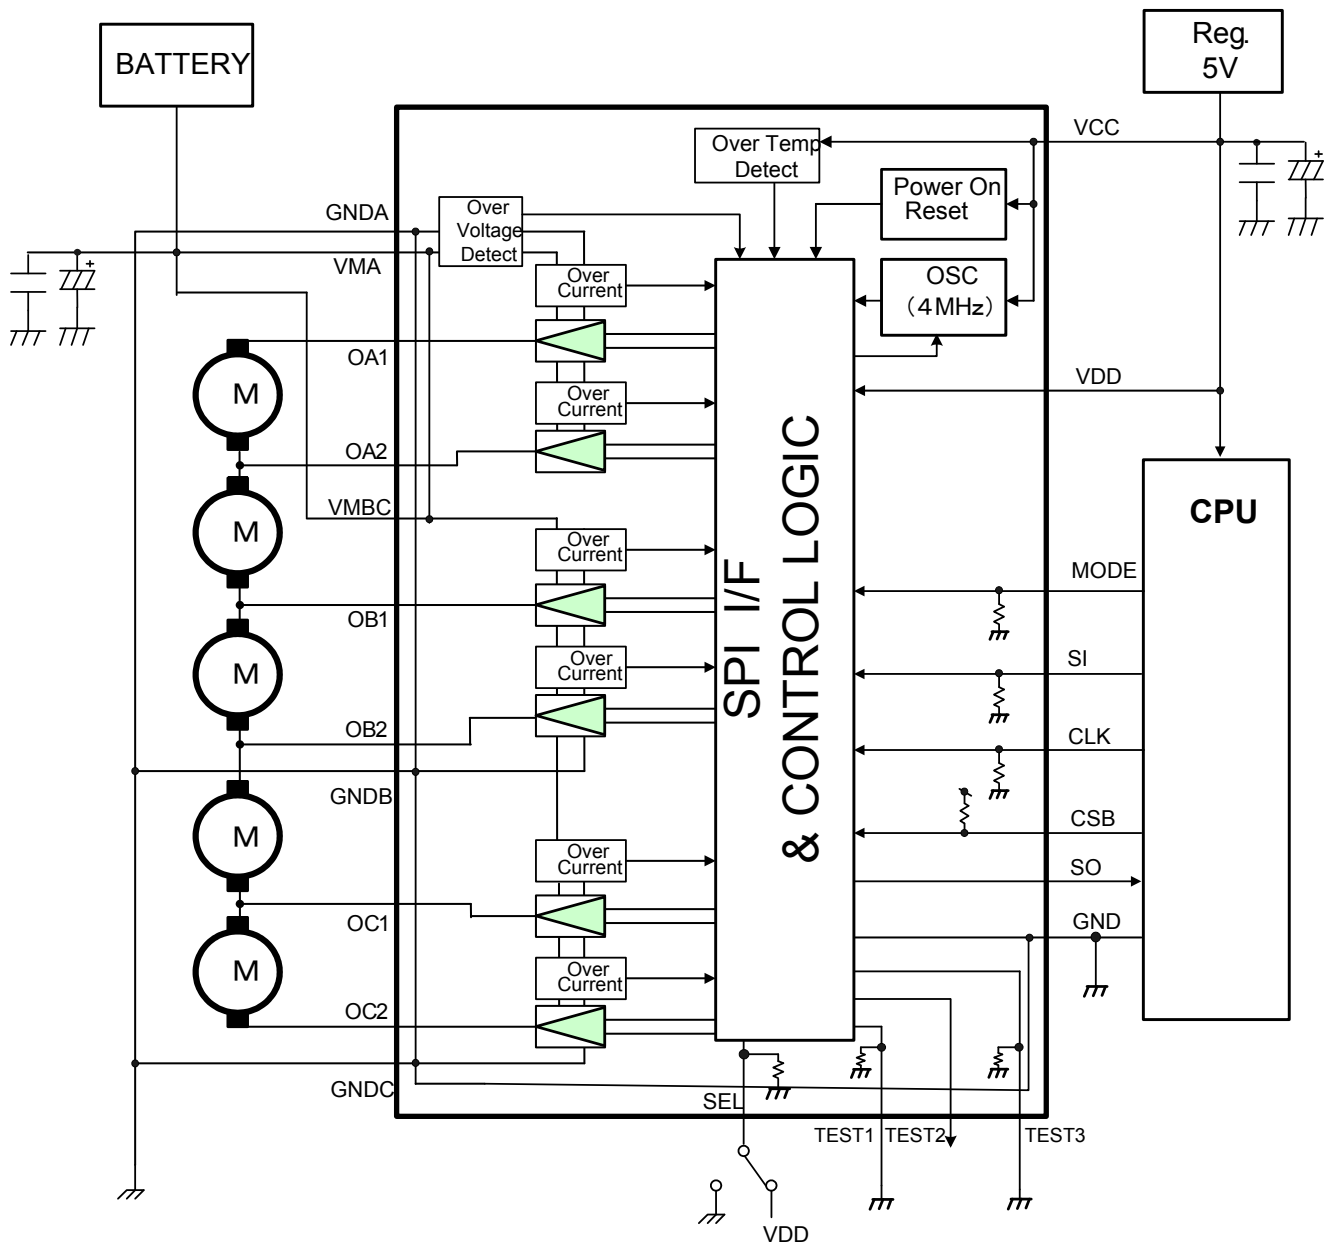 BATTERY
Reg.
5V
VCC
Over Temp
Detect
Power On
Reset
GNDA
Over
Voltage
Detect
VMA
Over
Current
OSC
（4MHz）
OA1
M
VDD
Over
Current
OA2
SPI I/F
& CONTROL LOGIC
CPU
VMBC
M
Over
Current
MODE
OB1
Over
Current
SI
M
OB2
CLK
GNDB
CSB
M
Over
Current
SO
OC1
GND
M
Over
Current
OC2
GNDC
SEL
TEST1
TEST2
TEST3
VDD
+
+